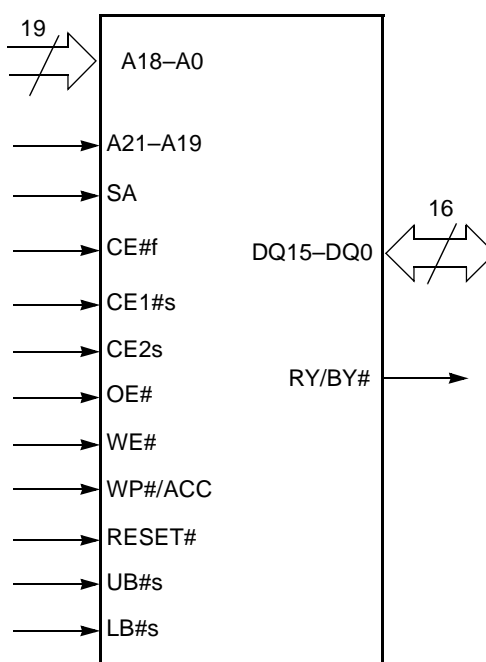 19
A18–A0
A21–A19
SA
16
CE#f
DQ15–DQ0
CE1#s
CE2s
RY/BY#
OE#
WE#
WP#/ACC
RESET#
UB#s
LB#s